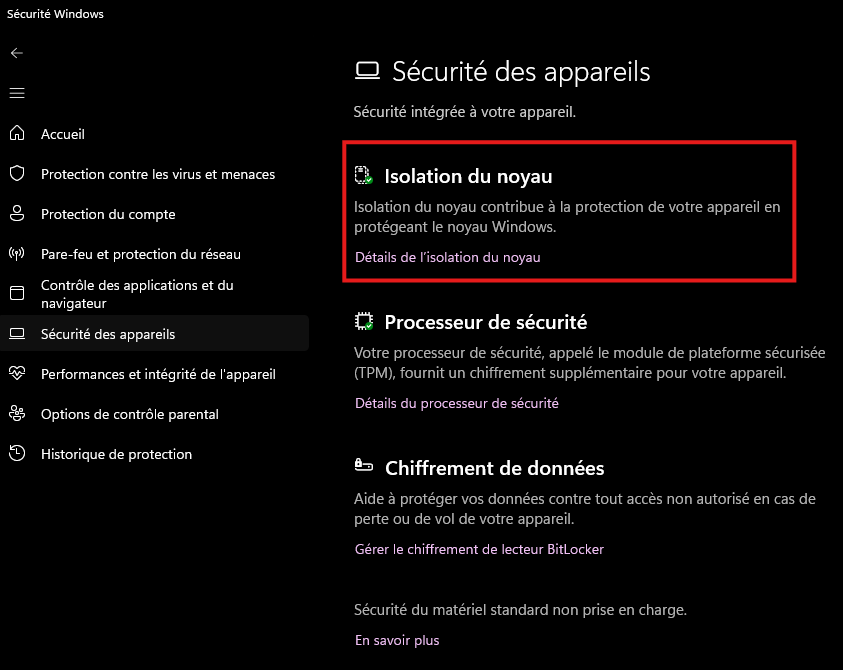 Sécurité Windows
Accueil
Protection contre les virus et menaces
Protection du compte
Pare-feu et protection du réseau
Contrôle des applications et du
navigateur
Sécurité des appareils
Performances et intégrité de l'appareil
Options de contrôle parental
Historique de protection
Sécurité des appareils
Sécurité intégrée à votre appareil.
Isolation du noyau
Isolation du noyau contribue à la protection de votre appareil en
protégeant le noyau Windows.
Détails de l'isolation du noyau
Processeur de sécurité
Votre processeur de sécurité, appelé le module de plateforme sécurisée
(TPM), fournit un chiffrement supplémentaire pour votre appareil.
Détails du processeur de sécurité
Chiffrement de données
Aide à protéger vos données contre tout accès non autorisé en cas de
perte ou de vol de votre appareil.
Gérer le chiffrement de lecteur BitLocker
Sécurité du matériel standard non prise en charge.
En savoir plus